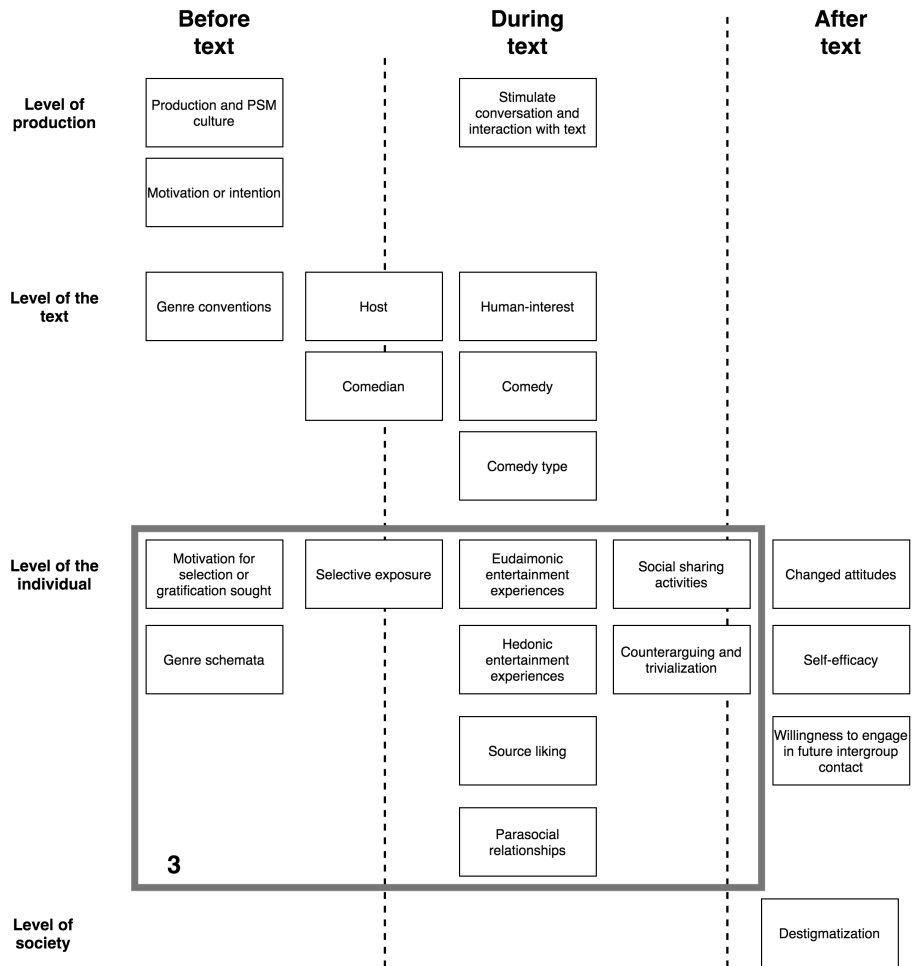 Before
text
During
text
After
text
Level of
production
Production and PSM
culture
Stimulate
conversation and
interaction with text
Motivation or intention
Level of the
text
Genre conventions
Host
Human-interest
Comedian
Comedy
Comedy type
Level of the
individual
Motivation for
selection or
gratification sought
Selective exposure
Eudaimonic
entertainment
experiences
Social sharing
activities
Changed attitudes
Genre schemata
Hedonic
entertainment
experiences
Counterarguing and
trivialization
Self-efficacy
Source liking
Willingness to engage
in future intergroup
contact
Parasocial
relationships
3
Level of
society
Destigmatization